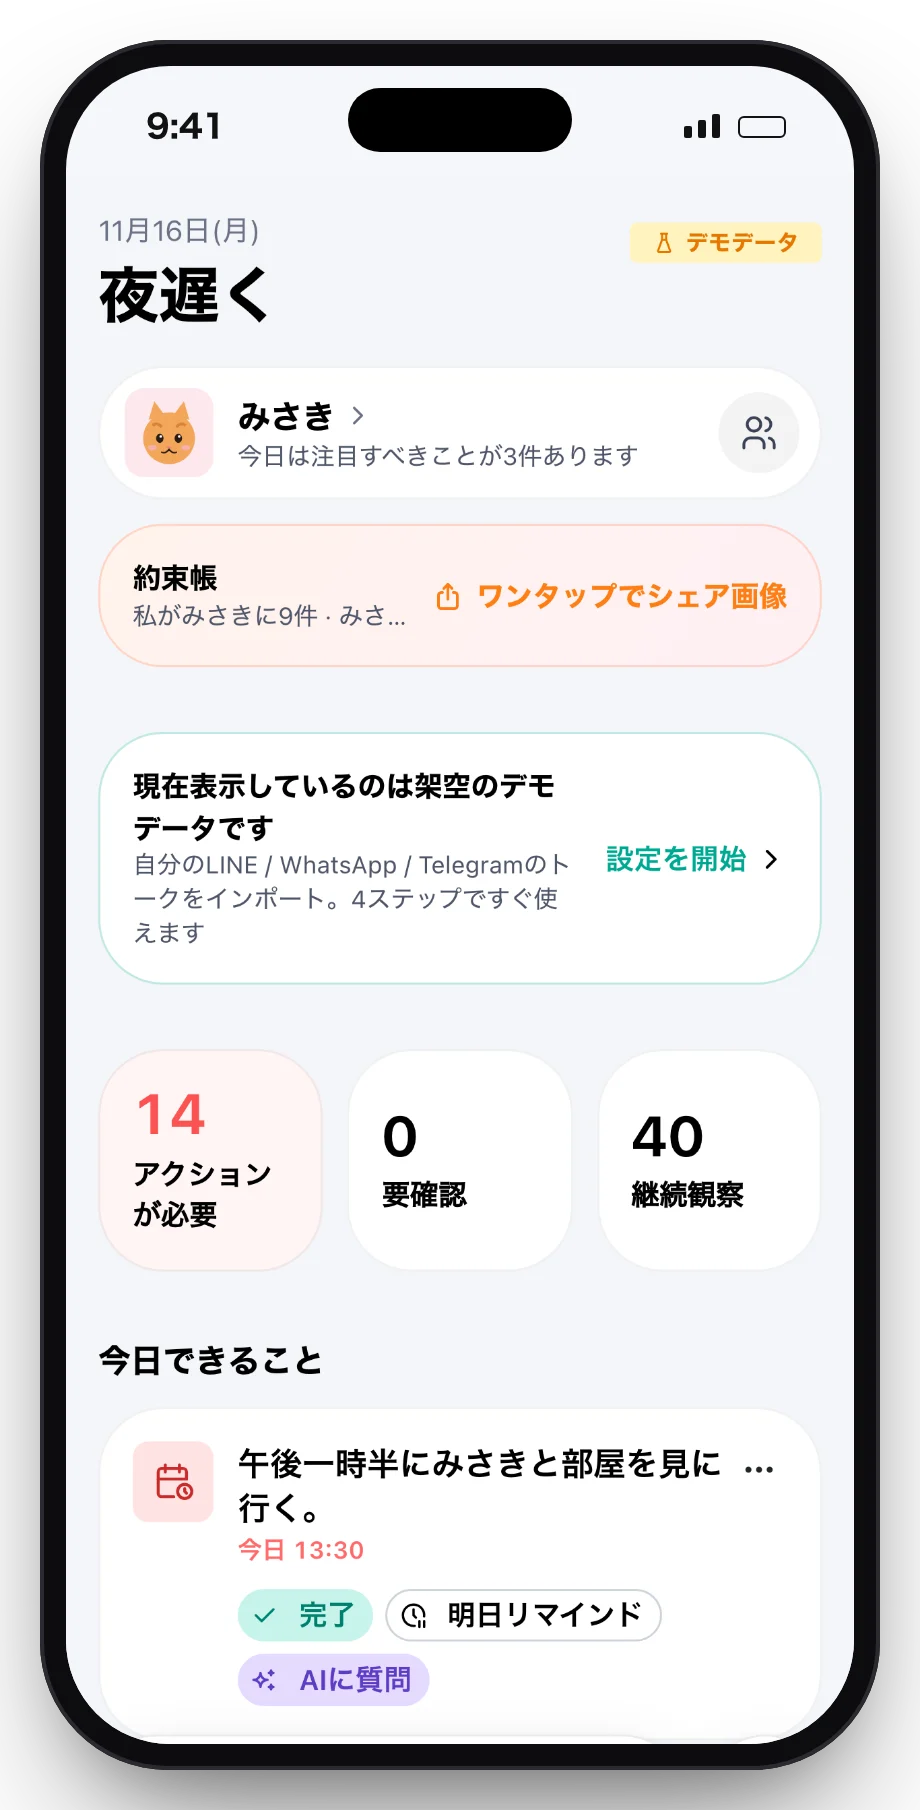 9:41
11月16日(月)
デモデータ
夜遅く
みさき
今日は注目すべきことが3件あります
約束帳
私がみさきに9件 · みさ...
ワンタップでシェア画像
現在表示しているのは架空のデモ
データです
自分のLINE / WhatsApp / Telegramのト
ークをインポート。4ステップですぐ使
えます
設定を開始
14
アクション
が必要
0
要確認
40
継続観察
今日できること
午後一時半にみさきと部屋を見に
行く。
今日 13:30
完了
明日リマインド
AIに質問